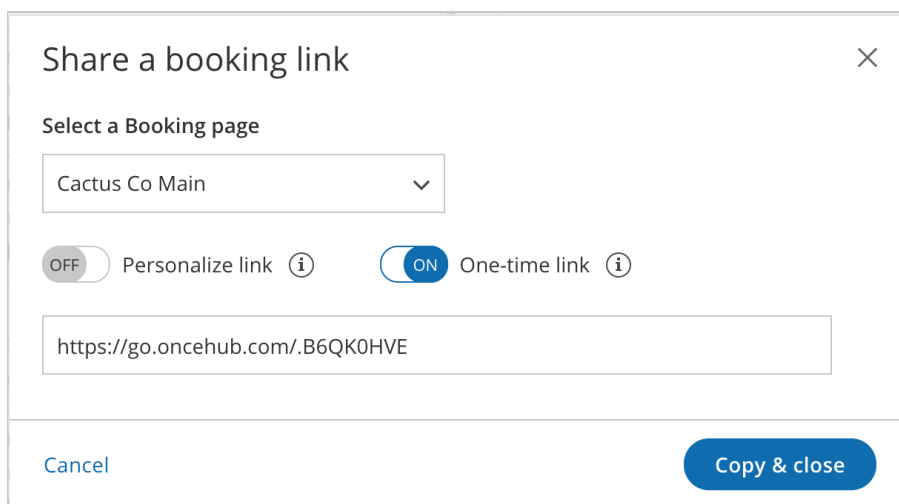 Share a booking link
Select a Booking page
Cactus Co Main
OFF Personalize link i ON One-time link i
https://go.oncehub.com/.B6QK0HVE
Cancel Copy & close